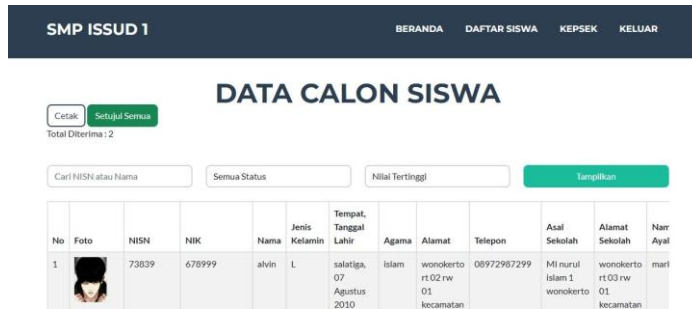 SMP ISSUD 1
BERANDA DAFTAR SISWA KEPSEK KELUAR
DATA CALON SISWA
Cetak Setujui Semua
Total Diterima : 2
Cari NISN atau Nama Semua Status Nilai Tertinggi Tampilkan
Tempat,
Jenis Tanggal Asal Alamat Nam
No Foto NISN NIK Nama Kelamin Lahir Agama Alamat Telepon Sekolah Sekolah Ayal
1 73839 678999 alvin L salatiga, islam wonokerto 08972987299 MI nurul wonokerto
07 rt 02 rw islam 1 rt 03 rw
Agustus 01 wonokerto 01
2010 kecamatan kecamatan